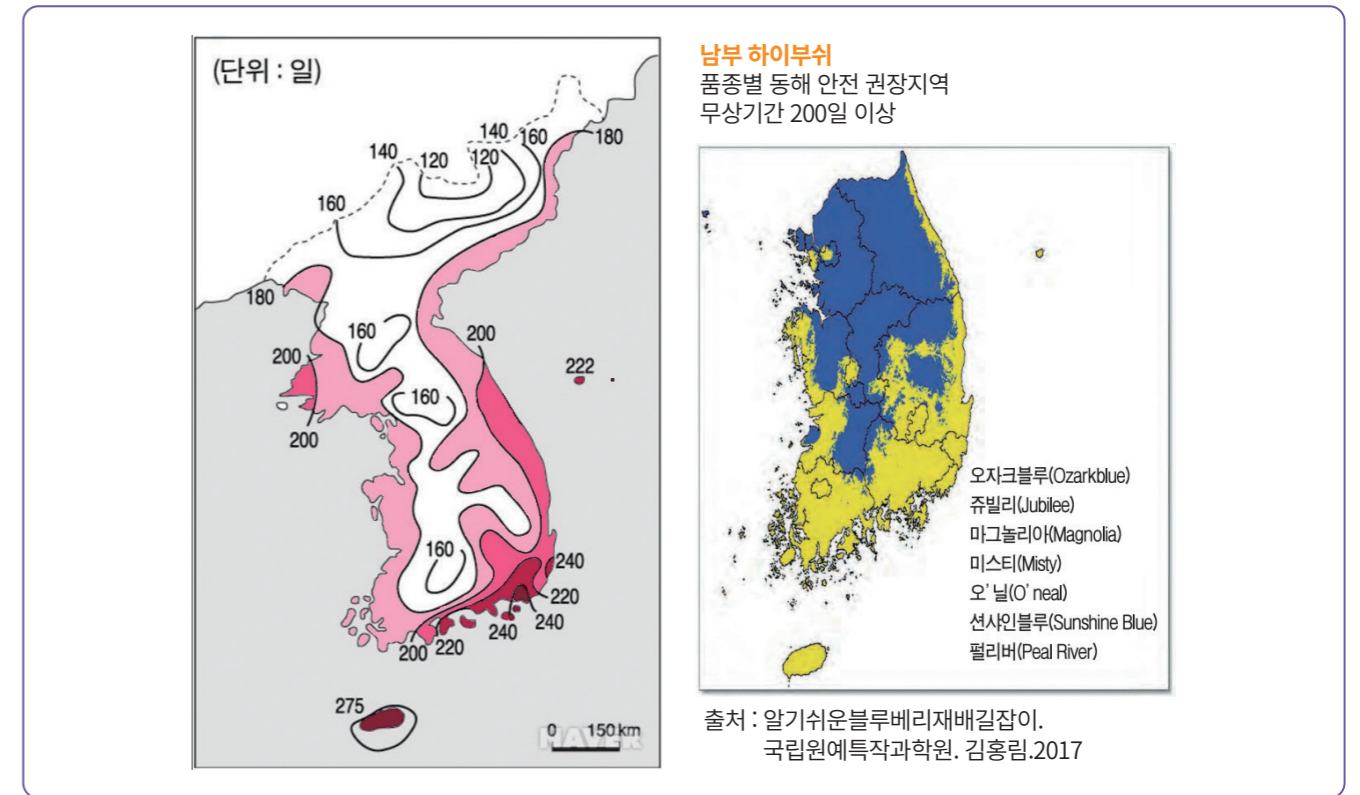 (단위 : 일)
140
160
180
140
120
120
160
180
160
200
200
222
160
200
160
240
220
240
240
220
200
275
0 150 km
NAVER
남부 하이부쉬
품종별 동해 안전 권장지역
무상기간 200일 이상
오자크블루(Ozarkblue)
쥬빌리(Jubilee)
마그놀리아(Magnolia)
미스티(Misty)
오' 닐(O' neal)
션샤인블루(Sunshine Blue)
펄리버(Peal River)
출처 : 알기쉬운블루베리재배길잡이.
국립원예특작과학원. 김홍림.2017